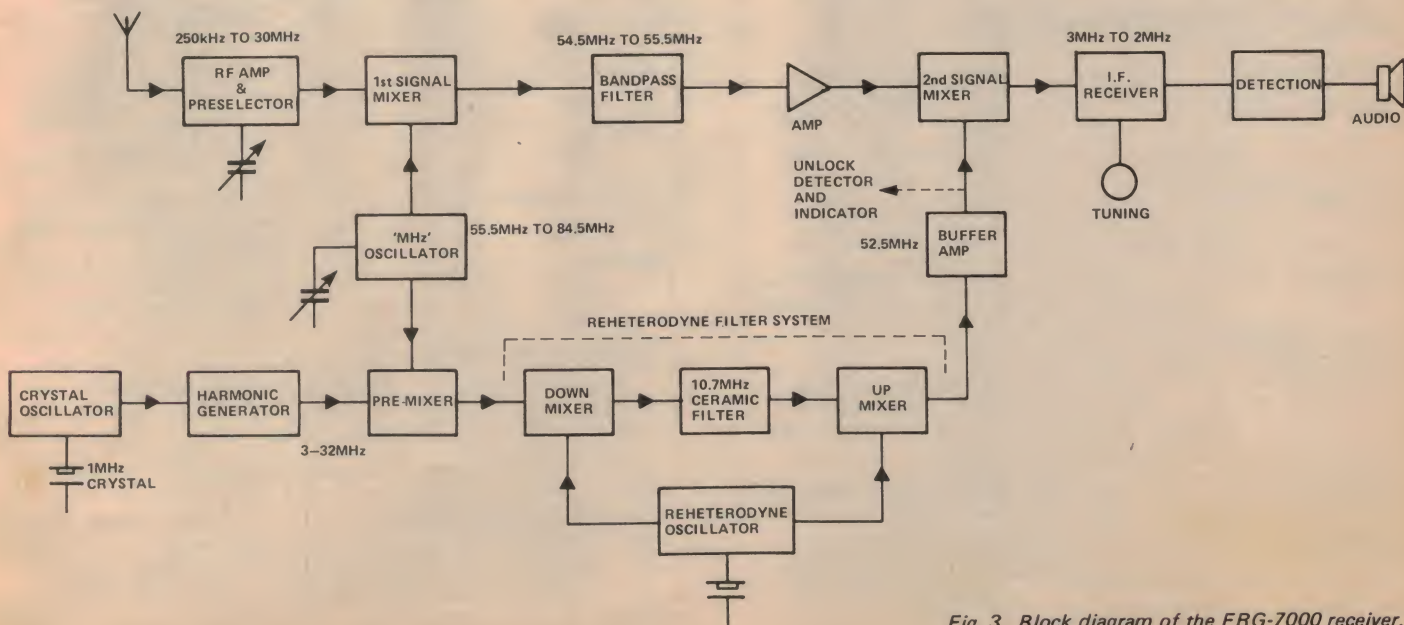 250kHz TO 30MHz
RF AMP
&
PRESELECTOR
1st SIGNAL
MIXER
54.5MHz TO 55.5MHz
BANDPASS
FILTER
AMP
2nd SIGNAL
MIXER
3MHz TO 2MHz
I.F.
RECEIVER
TUNING
DETECTION
AUDIO
UNLOCK
DETECTOR
AND
INDICATOR
'MHz'
OSCILLATOR
55.5MHz TO 84.5MHz
52.5MHz
BUFFER
AMP
REHETERODYNE FILTER SYSTEM
CRYSTAL
OSCILLATOR
1MHz
CRYSTAL
HARMONIC
GENERATOR
3–32MHz
PRE-MIXER
DOWN
MIXER
10.7MHz
CERAMIC
FILTER
UP
MIXER
REHETERODYNE
OSCILLATOR
Fig. 3. Block diagram of the FRG-7000 receiver.